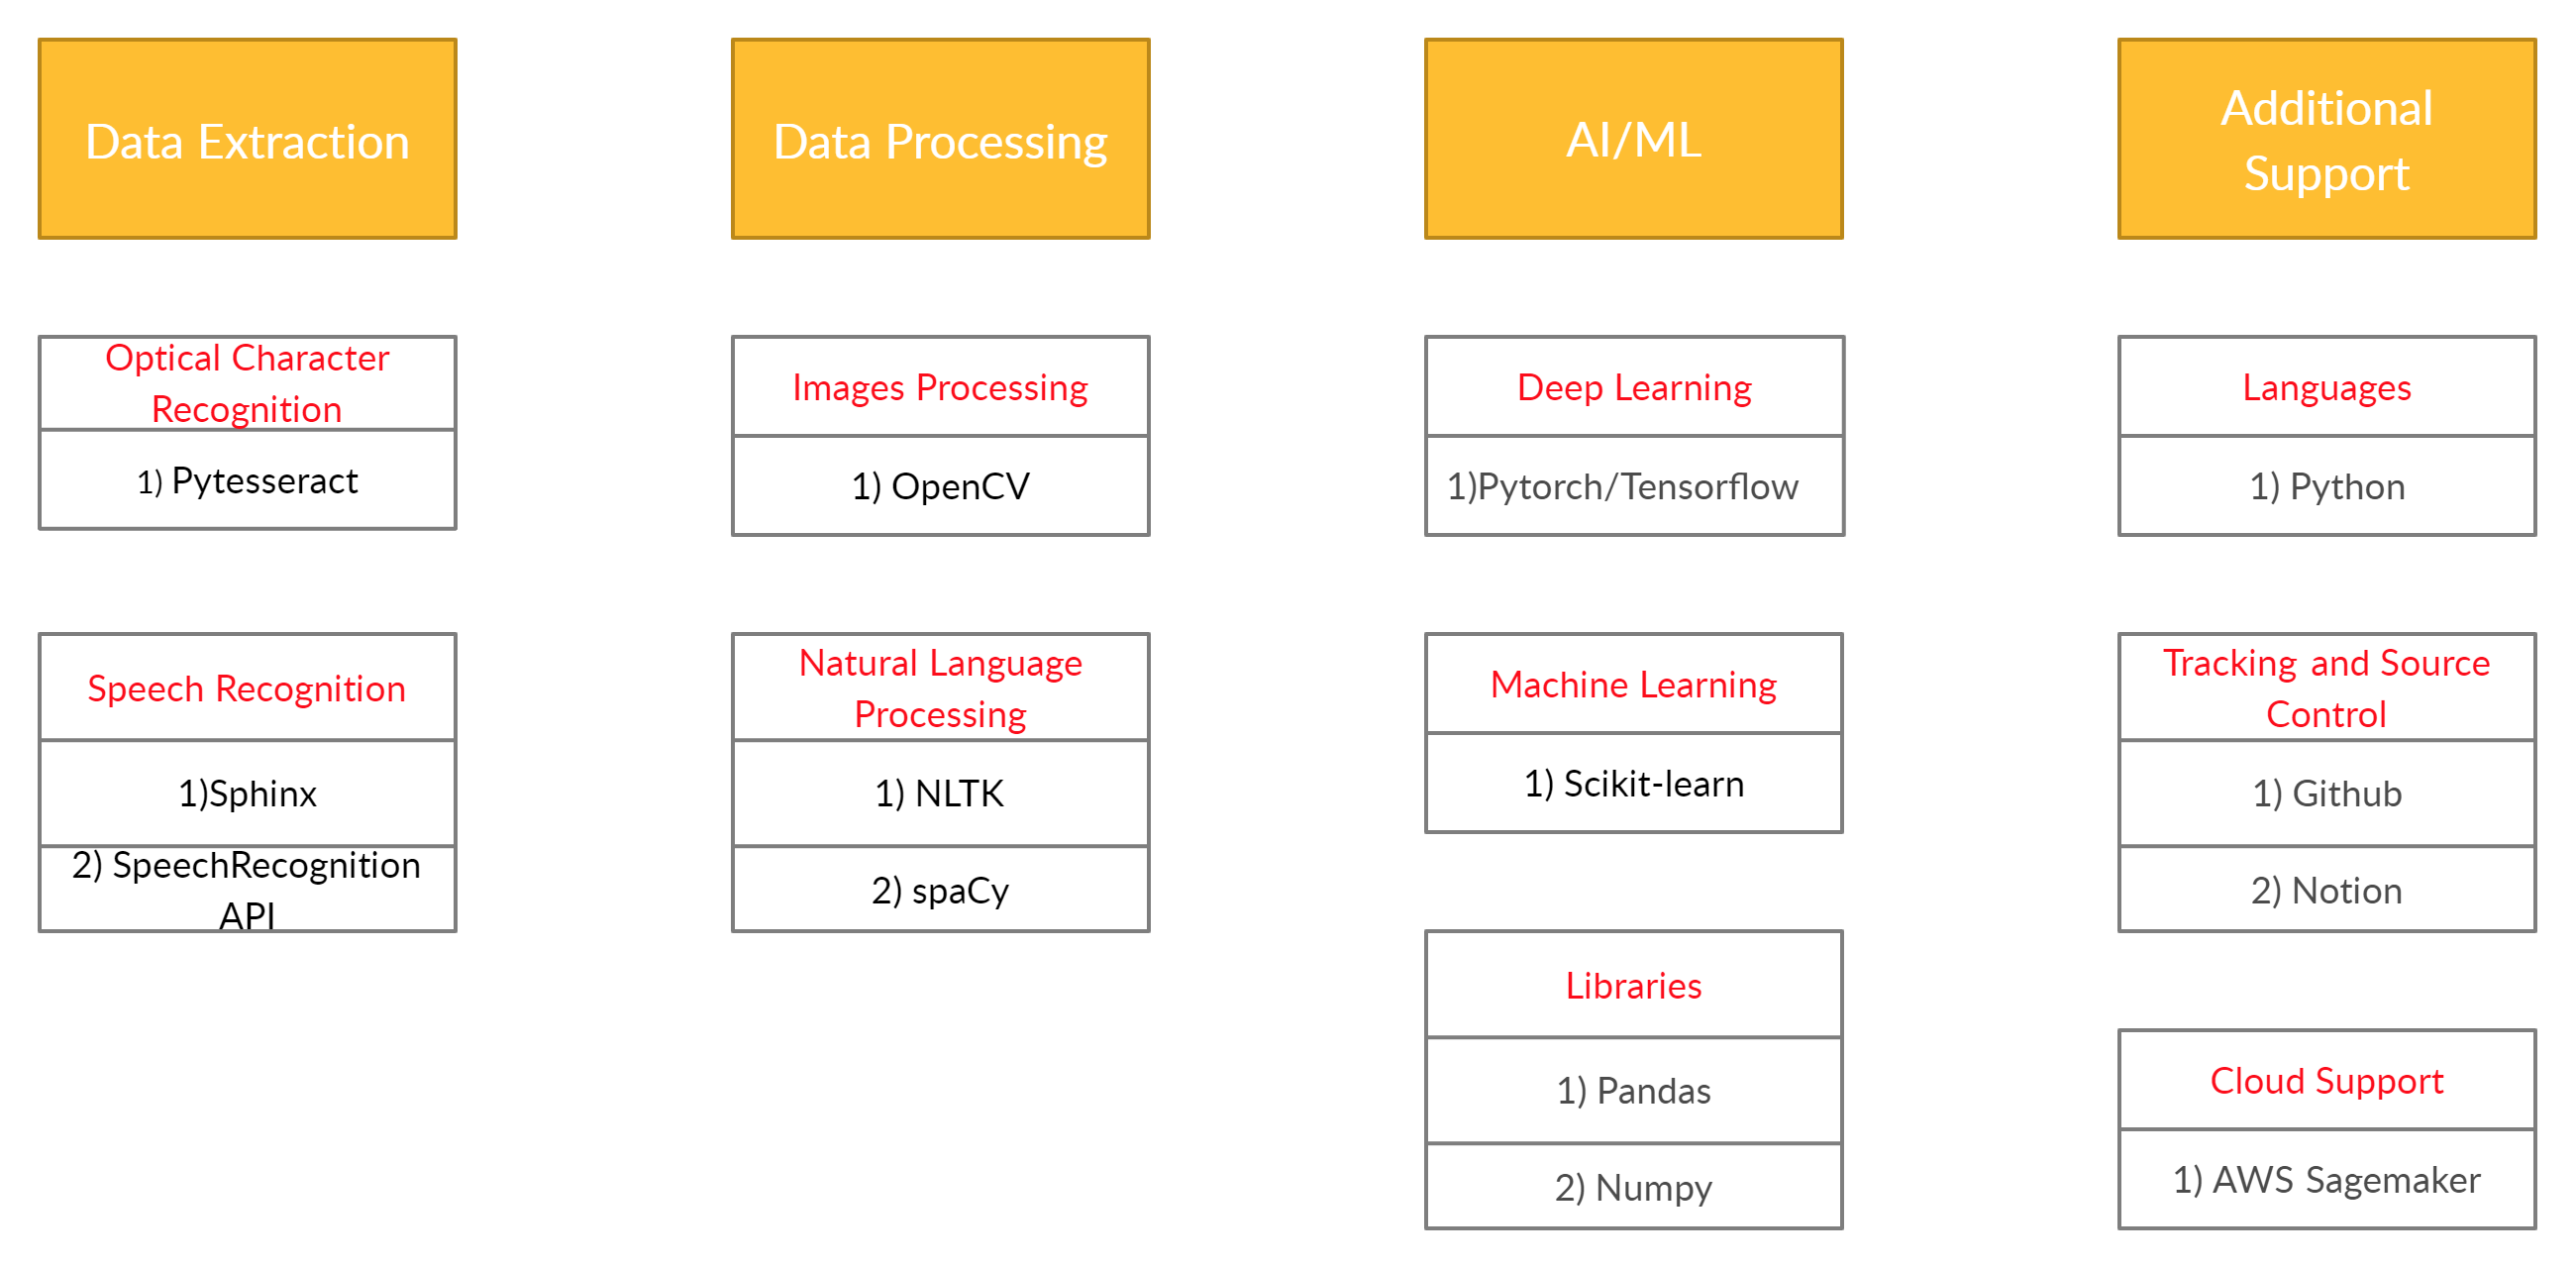 Data Extraction
Optical Character
Recognition
1) Pytesseract
Speech Recognition
1)Sphinx
2) SpeechRecognition
API
Data Processing
Images Processing
1) OpenCV
Natural Language
Processing
1) NLTK
2) spaCy
AI/ML
Deep Learning
1)Pytorch/Tensorflow
Machine Learning
1) Scikit-learn
Libraries
1) Pandas
2) Numpy
Additional
Support
Languages
1) Python
Tracking and Source
Control
1) Github
2) Notion
Cloud Support
1) AWS Sagemaker